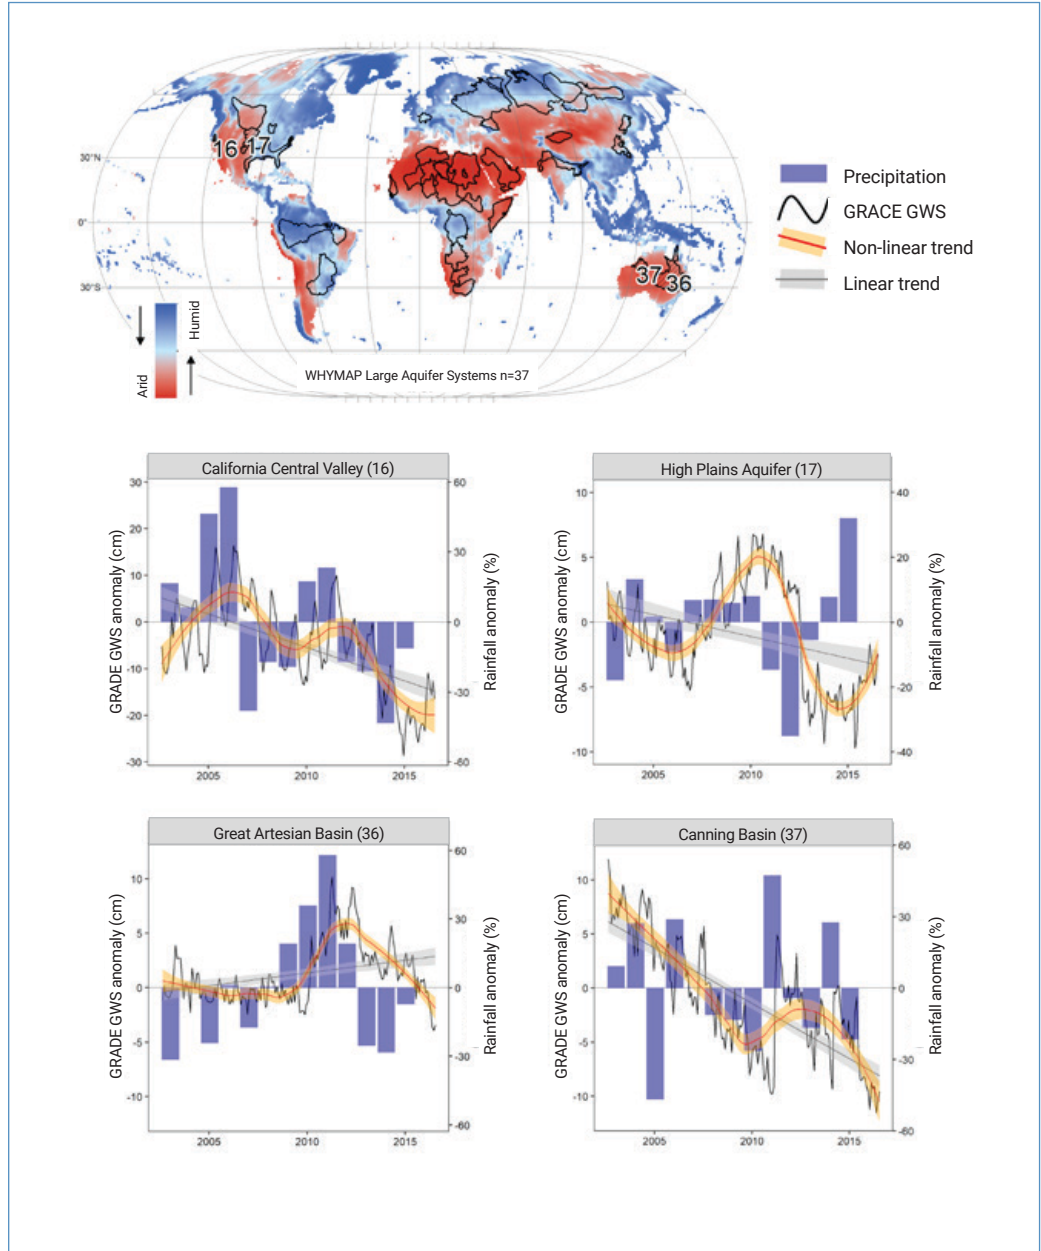 30°N
0°
30°S
16
17
37
36
Humid
Arid
WHYMAP Large Aquifer Systems n=37
Precipitation
GRACE GWS
Non-linear trend
Linear trend
California Central Valley (16)
GRADE GWS anomaly (cm)
30
20
10
0
-10
-20
-30
60
30
0
-30
-60
Rainfall anomaly (%)
2005 2010 2015
High Plains Aquifer (17)
GRADE GWS anomaly (cm)
10
5
0
-5
-10
40
20
0
-20
-40
Rainfall anomaly (%)
2005 2010 2015
Great Artesian Basin (36)
GRADE GWS anomaly (cm)
10
5
0
-5
-10
60
30
0
-30
-60
Rainfall anomaly (%)
2005 2010 2015
Canning Basin (37)
GRADE GWS anomaly (cm)
10
5
0
-5
-10
60
30
0
-30
-60
Rainfall anomaly (%)
2005 2010 2015